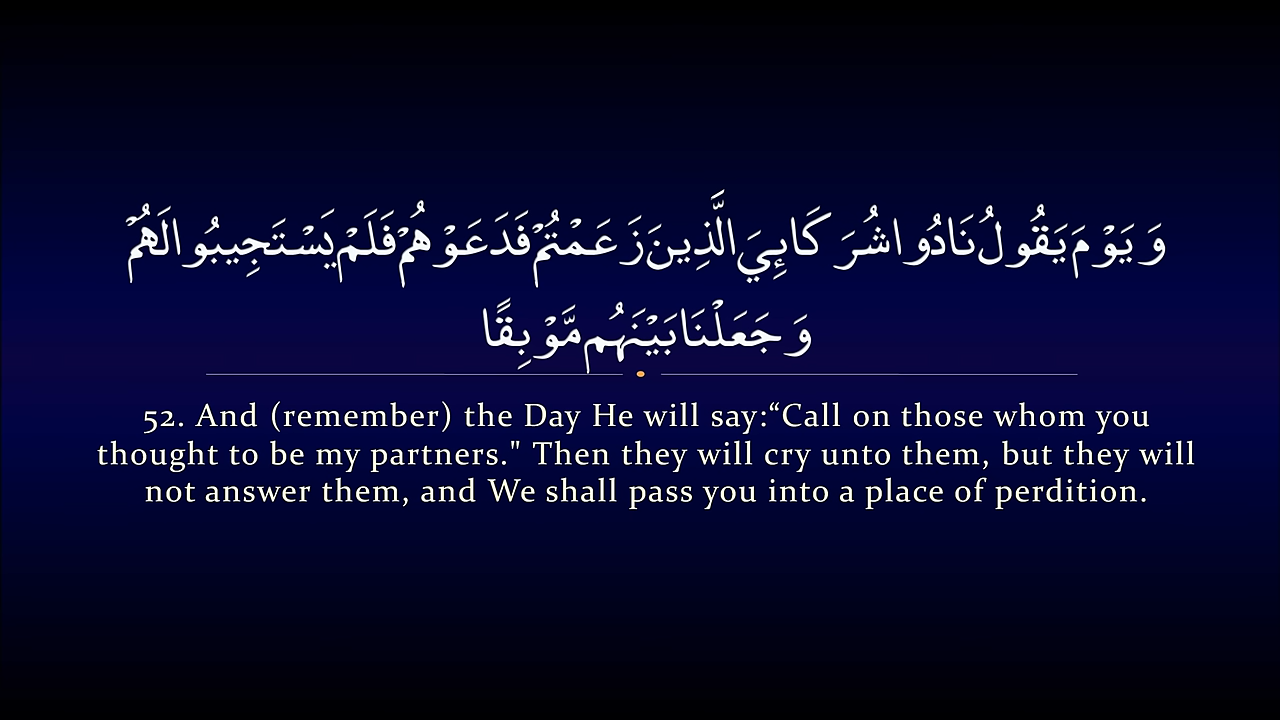 وَيَوْمَ يَقُولُ نَادُوا شُرَكَايِٕيَ الَّذِينَ زَعَمْتُمْ فَدَعَوْهُمْ فَلَمْ يَسْتَجِيبُوا لَهُمْ
وَجَعَلْنَا بَيْنَهُم مَّوْبِقًا
52. And (remember) the Day He will say:“Call on those whom you
thought to be my partners." Then they will cry unto them, but they will
not answer them, and We shall pass you into a place of perdition.